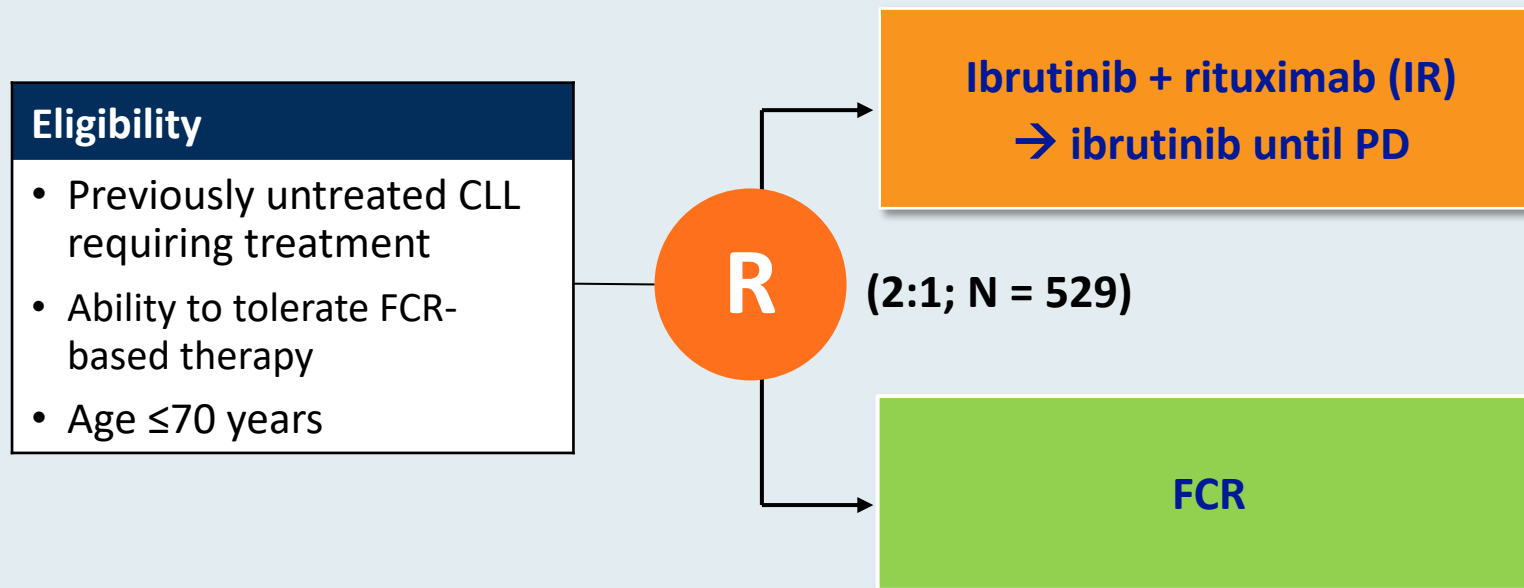 Eligibility
• Previously untreated CLL
requiring treatment
• Ability to tolerate FCR-
based therapy
• Age ≤70 years
R
(2:1; N = 529)
Ibrutinib + rituximab (IR)
→ ibrutinib until PD
FCR